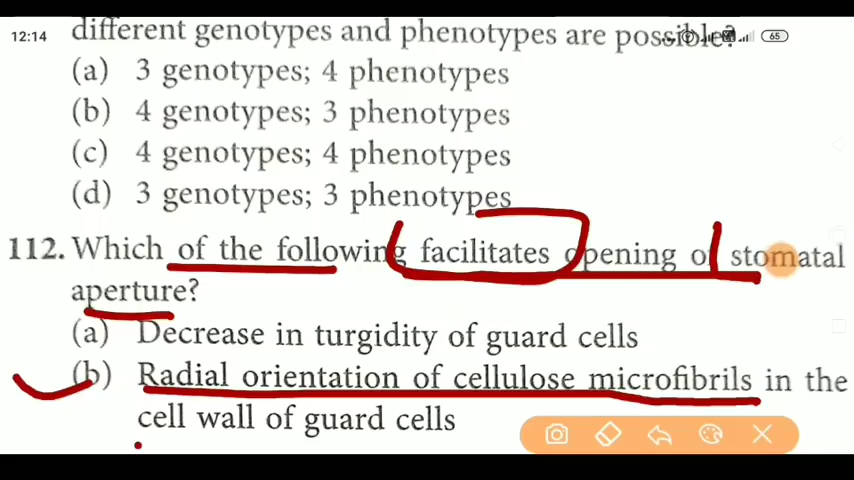 different genotypes and phenotypes are possible?
12:14
65
(a) 3 genotypes; 4 phenotypes
(b) 4 genotypes; 3 phenotypes
(c) 4 genotypes; 4 phenotypes
(d) 3 genotypes; 3 phenotypes
112. Which of the following facilitates opening of stomatal
aperture?
(a) Decrease in turgidity of guard cells
(b) Radial orientation of cellulose microfibrils in the
cell wall of guard cells